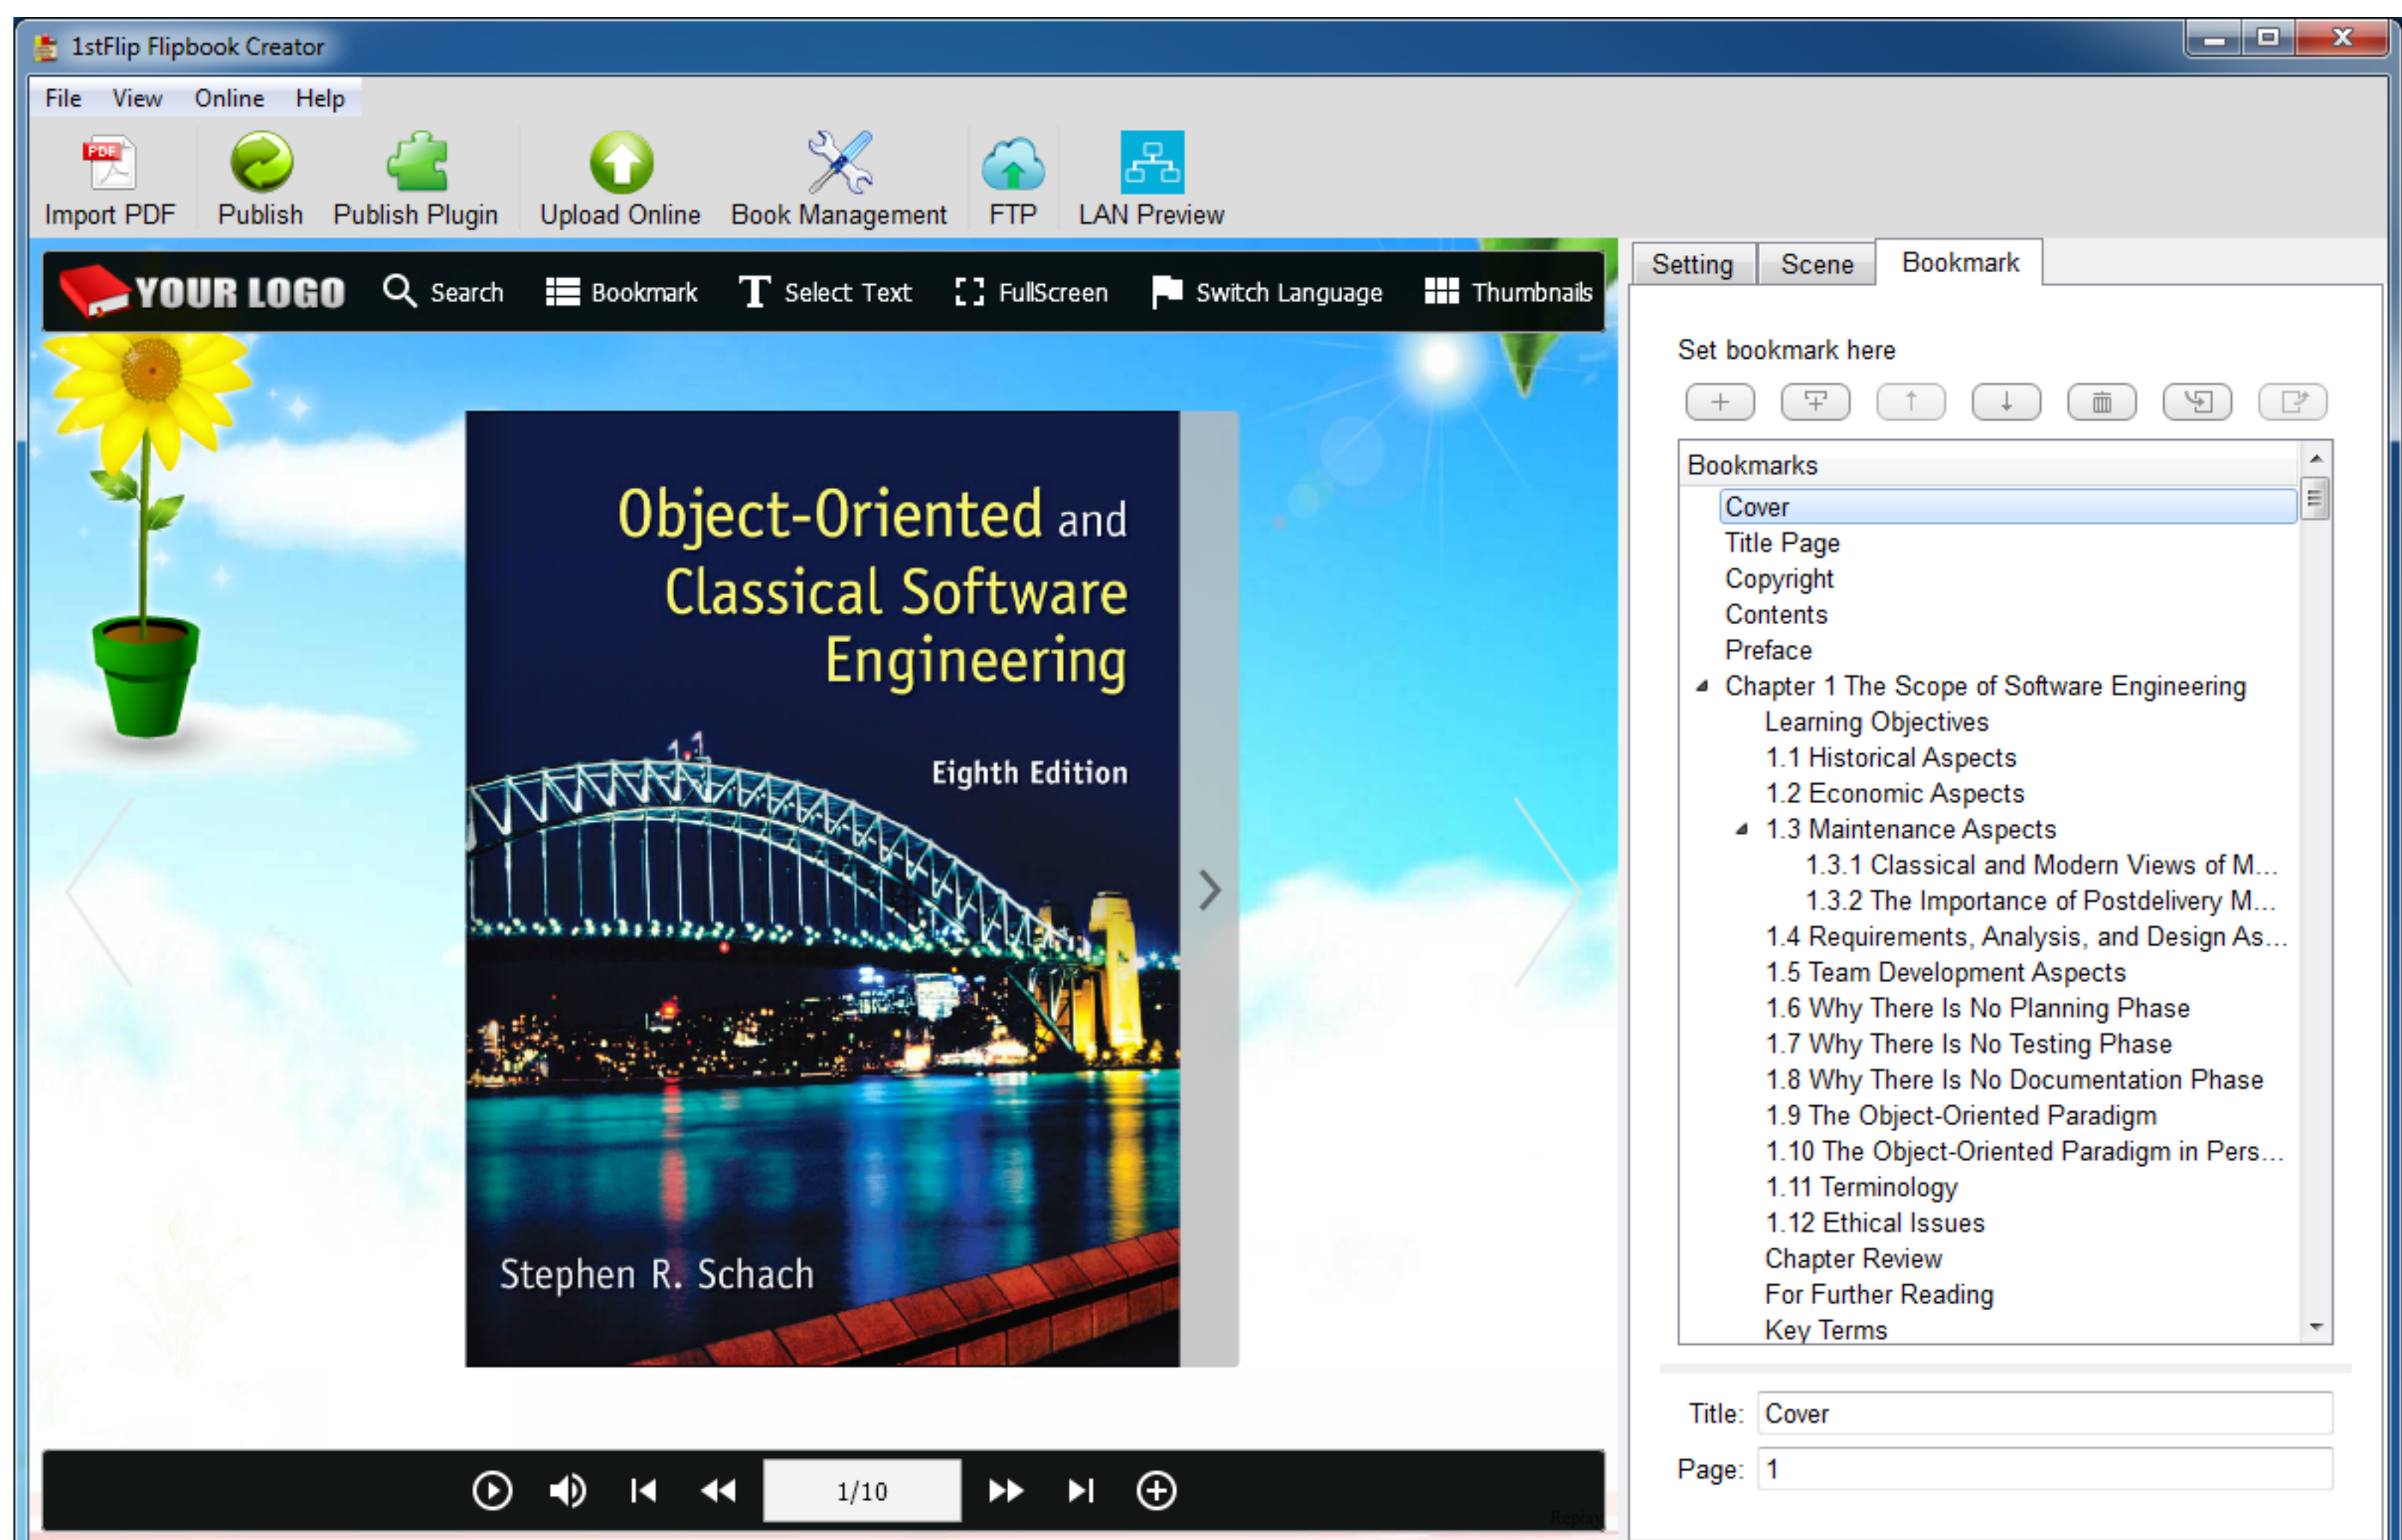 1stFlip Flipbook Creator
File View Online Help
PDF
Import PDF Publish Publish Plugin Upload Online Book Management FTP LAN Preview
YOUR LOGO Search Bookmark T Select Text FullScreen Switch Language Thumbnails
Setting Scene Bookmark
Object-Oriented and
Classical Software
Engineering
Eighth Edition
Stephen R. Schach
1/10
Replay
Set bookmark here
Bookmarks
Cover
Title Page
Copyright
Contents
Preface
Chapter 1 The Scope of Software Engineering
Learning Objectives
1.1 Historical Aspects
1.2 Economic Aspects
1.3 Maintenance Aspects
1.3.1 Classical and Modern Views of M...
1.3.2 The Importance of Postdelivery M...
1.4 Requirements, Analysis, and Design As...
1.5 Team Development Aspects
1.6 Why There Is No Planning Phase
1.7 Why There Is No Testing Phase
1.8 Why There Is No Documentation Phase
1.9 The Object-Oriented Paradigm
1.10 The Object-Oriented Paradigm in Pers...
1.11 Terminology
1.12 Ethical Issues
Chapter Review
For Further Reading
Key Terms
Title: Cover
Page: 1